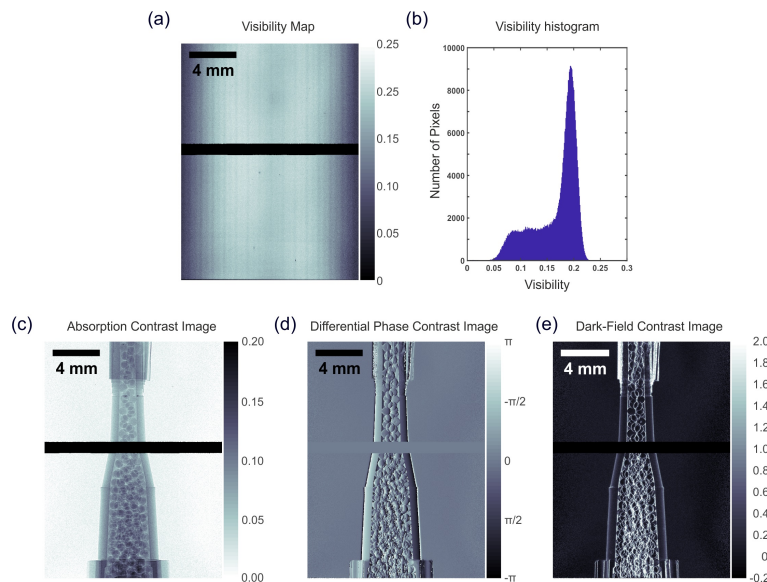 (a)
Visibility Map
4 mm
0.25
0.20
0.15
0.10
0.05
0
(b)
Visibility histogram
Number of Pixels
10000
8000
6000
4000
2000
0
0 0.05 0.1 0.15 0.2 0.25 0.3
Visibility
(c)
Absorption Contrast Image
4 mm
0.20
0.15
0.10
0.05
0.00
(d)
Differential Phase Contrast Image
4 mm
π
-π/2
0
π/2
-π
(e)
Dark-Field Contrast Image
4 mm
2.0
1.8
1.6
1.4
1.2
1.0
0.8
0.6
0.4
0.2
0
-0.2